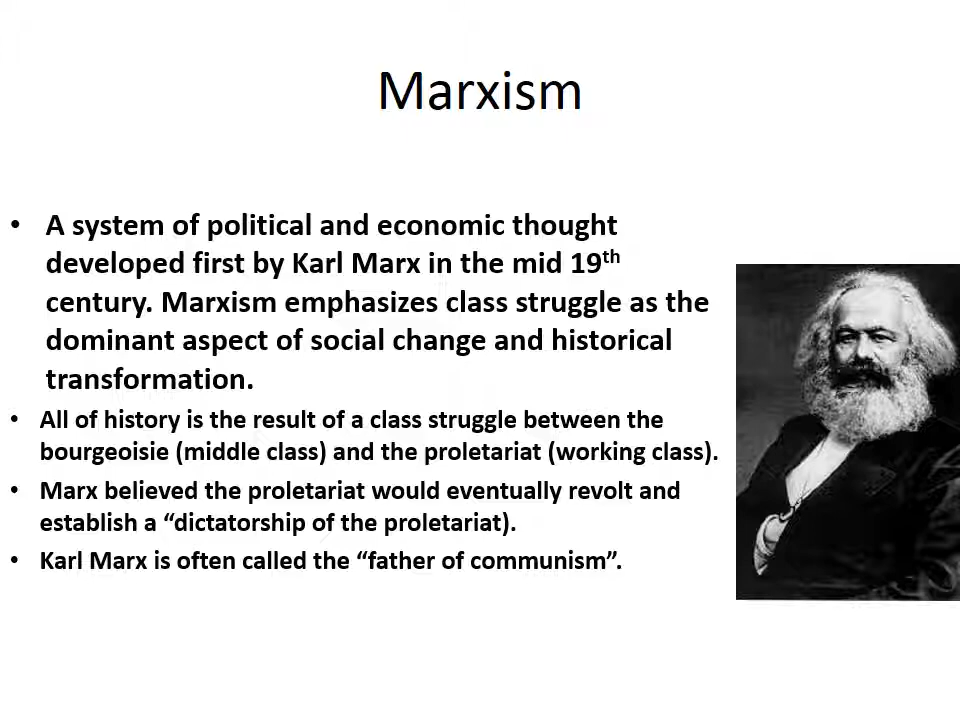 Marxism
• A system of political and economic thought
developed first by Karl Marx in the mid 19th
century. Marxism emphasizes class struggle as the
dominant aspect of social change and historical
transformation.
• All of history is the result of a class struggle between the
bourgeoisie (middle class) and the proletariat (working class).
• Marx believed the proletariat would eventually revolt and
establish a “dictatorship of the proletariat).
• Karl Marx is often called the “father of communism”.